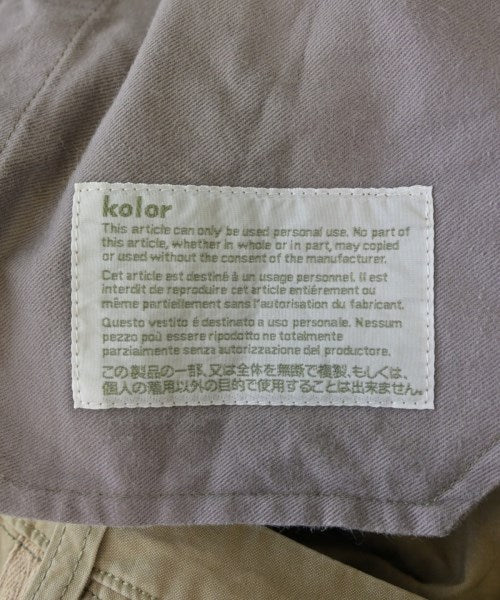 kolor
This article can only be used personal use. No part of
this article, whether in whole or in part, may copied
or used without the consent of the manufacturer.
Cet article est destiné à un usage personnel. Il est
interdit de reproduire cet article entiérement ou
même partiellement sans l'autorisation du fabricant.
Questo vestito é destinato a uso personale. Nessum
pezzo può essere ripodotto ne totalmente
parzialmente senza autorizzazione del productore.
この製品の一部、又は全体を無断で複製、もしくは、
個人の着用以外の目的で使用することは出来ません。